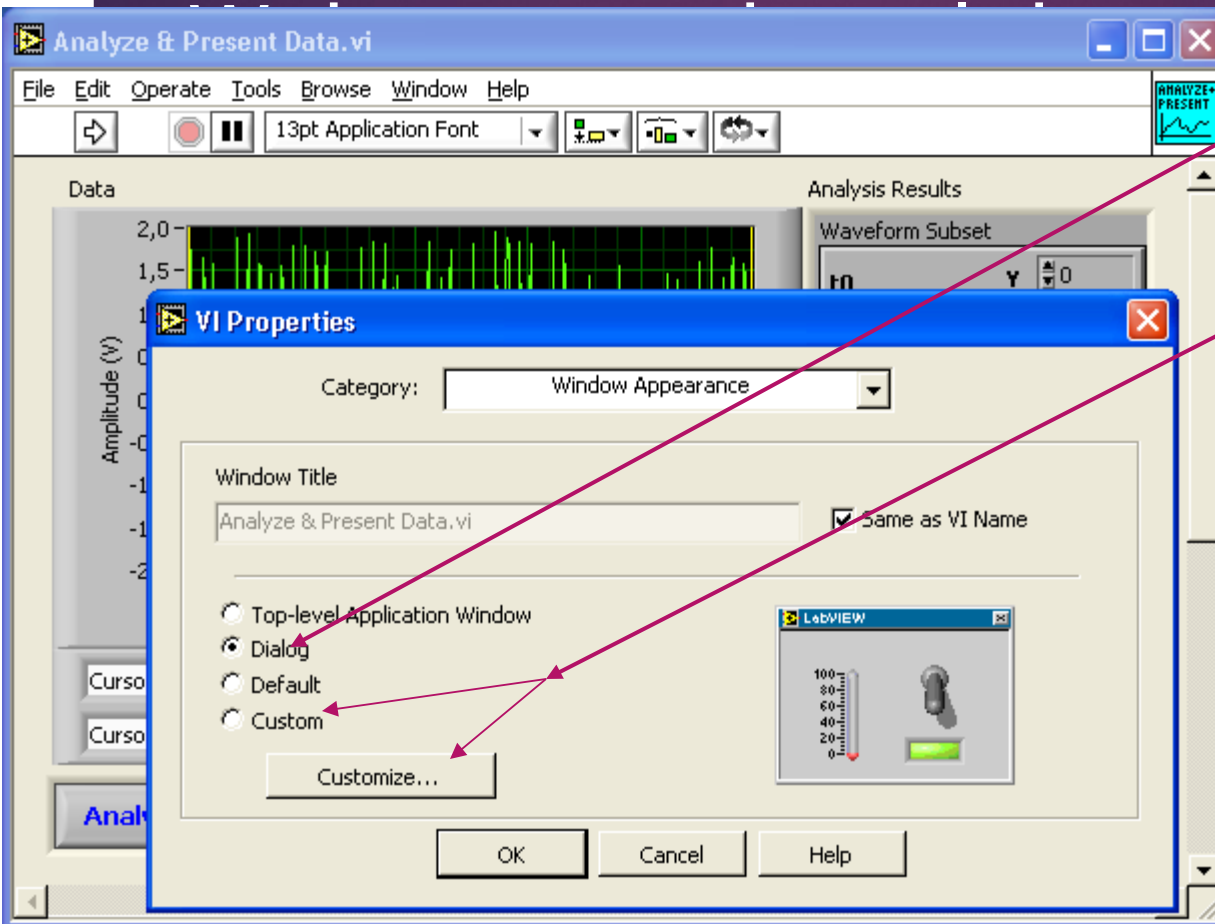 Analyze & Present Data.vi
File Edit Operate Tools Browse Window Help
ANALYZE+
PRESENT
13pt Application Font
Data
Analysis Results
2,0
Waveform Subset
1,5
t0
Y
0
VI Properties
Amplitude (V)
Category:
Window Appearance
Window Title
Analyze & Present Data.vi
Same as VI Name
Top-level Application Window
Dialog
Default
Custom
Customize...
LabVIEW
100
80
60
40
20
0
OK
Cancel
Help